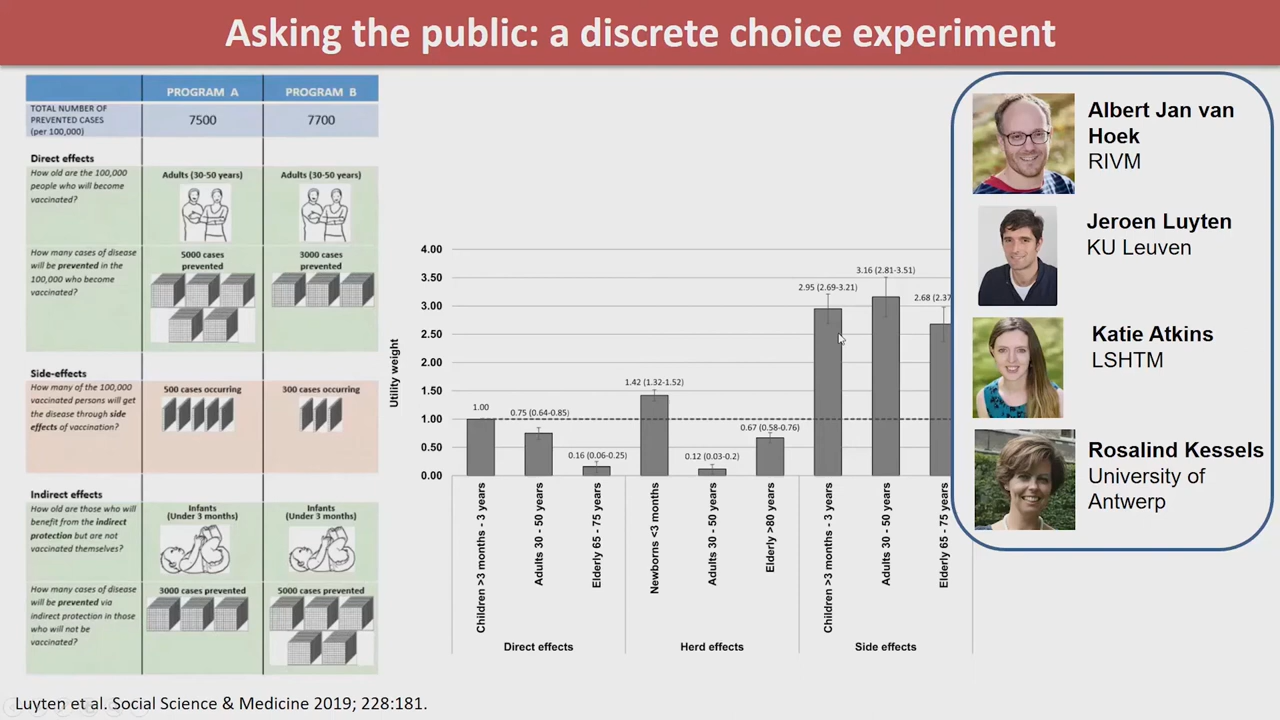 Asking the public: a discrete choice experiment
PROGRAM A
PROGRAM B
TOTAL NUMBER OF
PREVENTED CASES
(per 100,000)
7500
7700
Direct effects
How old are the 100,000
people who will become
vaccinated?
Adults (30-50 years)
Adults (30-50 years)
How many cases of disease
will be prevented in the
100,000 who become
vaccinated?
5000 cases
prevented
3000 cases
prevented
Side-effects
How many of the 100,000
vaccinated persons will get
the disease through side
effects of vaccination?
500 cases occurring
300 cases occurring
Indirect effects
How old are those who will
benefit from the indirect
protection but are not
vaccinated themselves?
Infants
(Under 3 months)
Infants
(Under 3 months)
How many cases of disease
will be prevented via
indirect protection in those
who will not be
vaccinated?
3000 cases prevented
5000 cases prevented
Utility weight
4.00
3.50
3.00
2.50
2.00
1.50
1.00
0.50
0.00
1.00
0.75 (0.64-0.85)
0.16 (0.06-0.25)
1.42 (1.32-1.52)
0.12 (0.03-0.2)
0.67 (0.58-0.76)
2.95 (2.69-3.21)
3.16 (2.81-3.51)
2.68 (2.37
Children >3 months - 3 years
Adults 30 - 50 years
Elderly 65 - 75 years
Newborns <3 months
Adults 30 - 50 years
Elderly >80 years
Children >3 months - 3 years
Adults 30 - 50 years
Elderly 65 - 75 years
Direct effects
Herd effects
Side effects
Albert Jan van
Hoek
RIVM
Jeroen Luyten
KU Leuven
Katie Atkins
LSHTM
Rosalind Kessels
University of
Antwerp
Luyten et al. Social Science & Medicine 2019; 228:181.